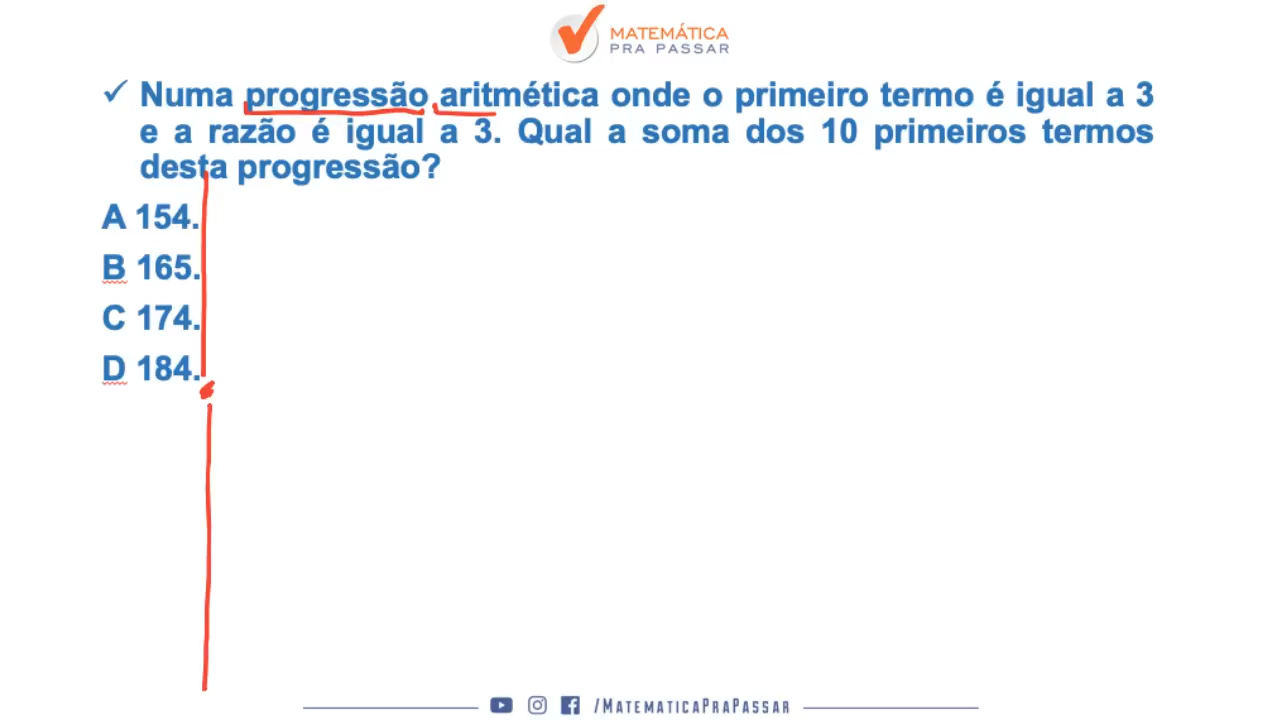 MATEMÁTICA
PRA PASSAR
✓ Numa progressão aritmética onde o primeiro termo é igual a 3
e a razão é igual a 3. Qual a soma dos 10 primeiros termos
desta progressão?
A 154.
B 165.
C 174.
D 184.
/MATEMATICAPRAPASSAR